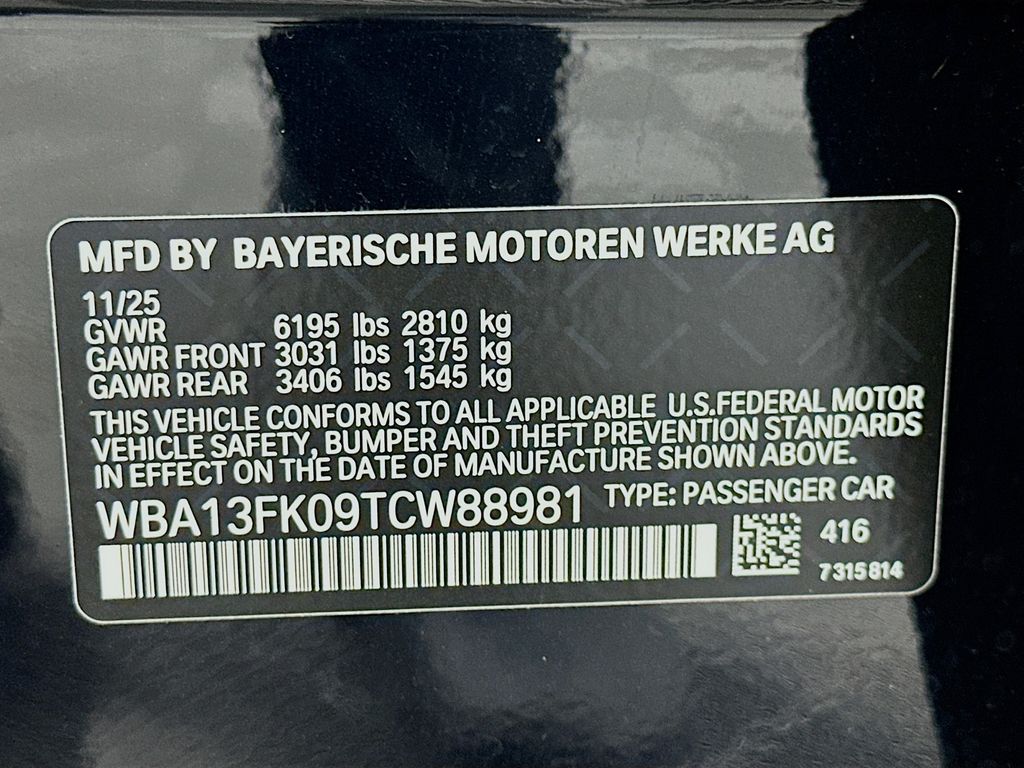 MFD BY BAYERISCHE MOTOREN WERKE AG
11/25
GVWR 6195 lbs 2810 kg
GAWR FRONT 3031 lbs 1375 kg
GAWR REAR 3406 lbs 1545 kg
THIS VEHICLE CONFORMS TO ALL APPLICABLE U.S.FEDERAL MOTOR
VEHICLE SAFETY, BUMPER AND THEFT PREVENTION STANDARDS
IN EFFECT ON THE DATE OF MANUFACTURE SHOWN ABOVE.
WBA13FK09TCW88981 TYPE: PASSENGER CAR
416
7315814